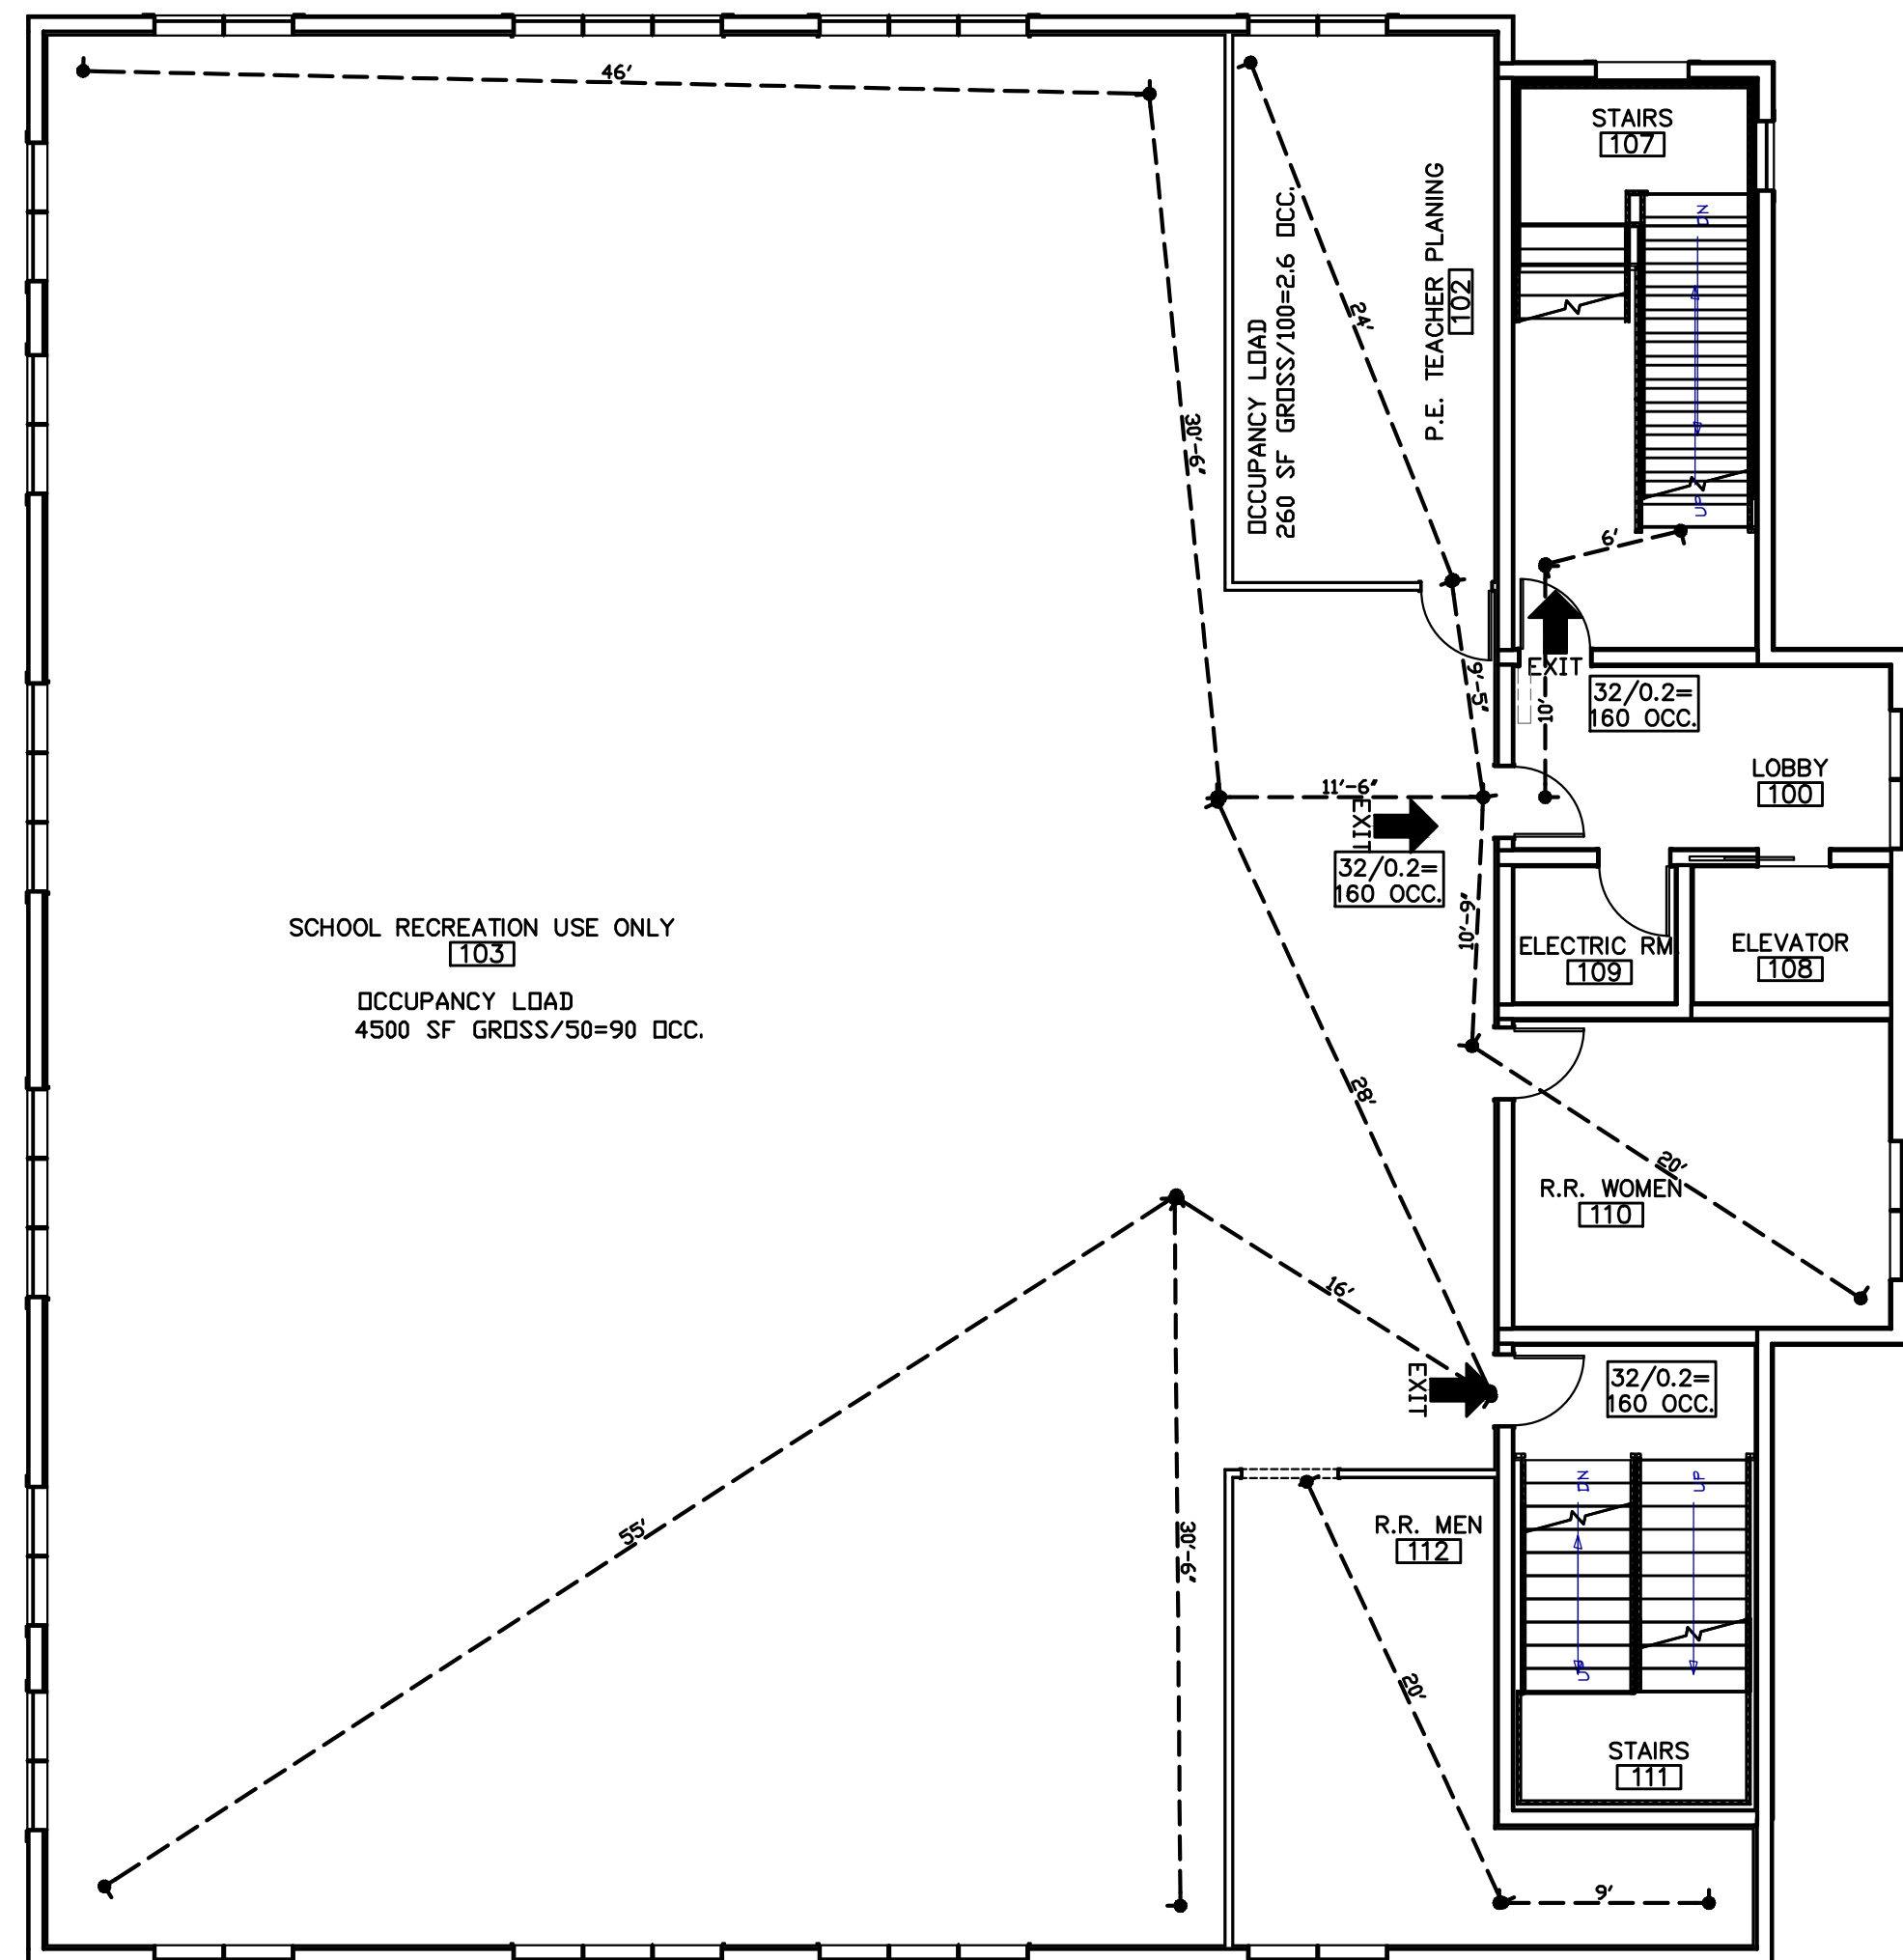 46'
STAIRS
107
DN
UP
P.E. TEACHER PLANING
102
OCCUPANCY LOAD
260 SF GROSS/100=2.6 OCC.
24'
30'-9"
6'
EXIT
32/0.2=
160 OCC.
9'-5"
10'
LOBBY
100
11'-6"
EXIT
32/0.2=
160 OCC.
10'-9"
SCHOOL RECREATION USE ONLY
103
OCCUPANCY LOAD
4500 SF GROSS/50=90 OCC.
ELECTRIC RM
109
ELEVATOR
108
28'
20'
R.R. WOMEN
110
16'
EXIT
32/0.2=
160 OCC.
DN
UP
55'
30'-6"
R.R. MEN
112
UP
20'
STAIRS
111
9'